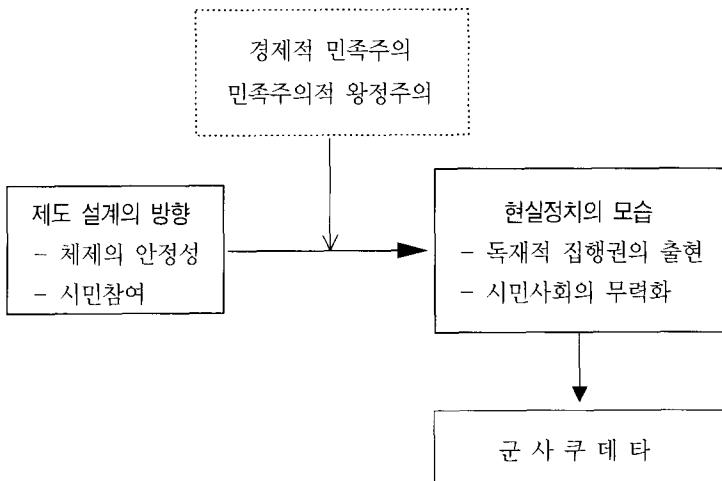 경제적 민족주의
민족주의적 왕정주의
제도 설계의 방향
– 체제의 안정성
– 시민참여
현실정치의 모습
– 독재적 집행권의 출현
– 시민사회의 무력화
군 사 쿠 데 타